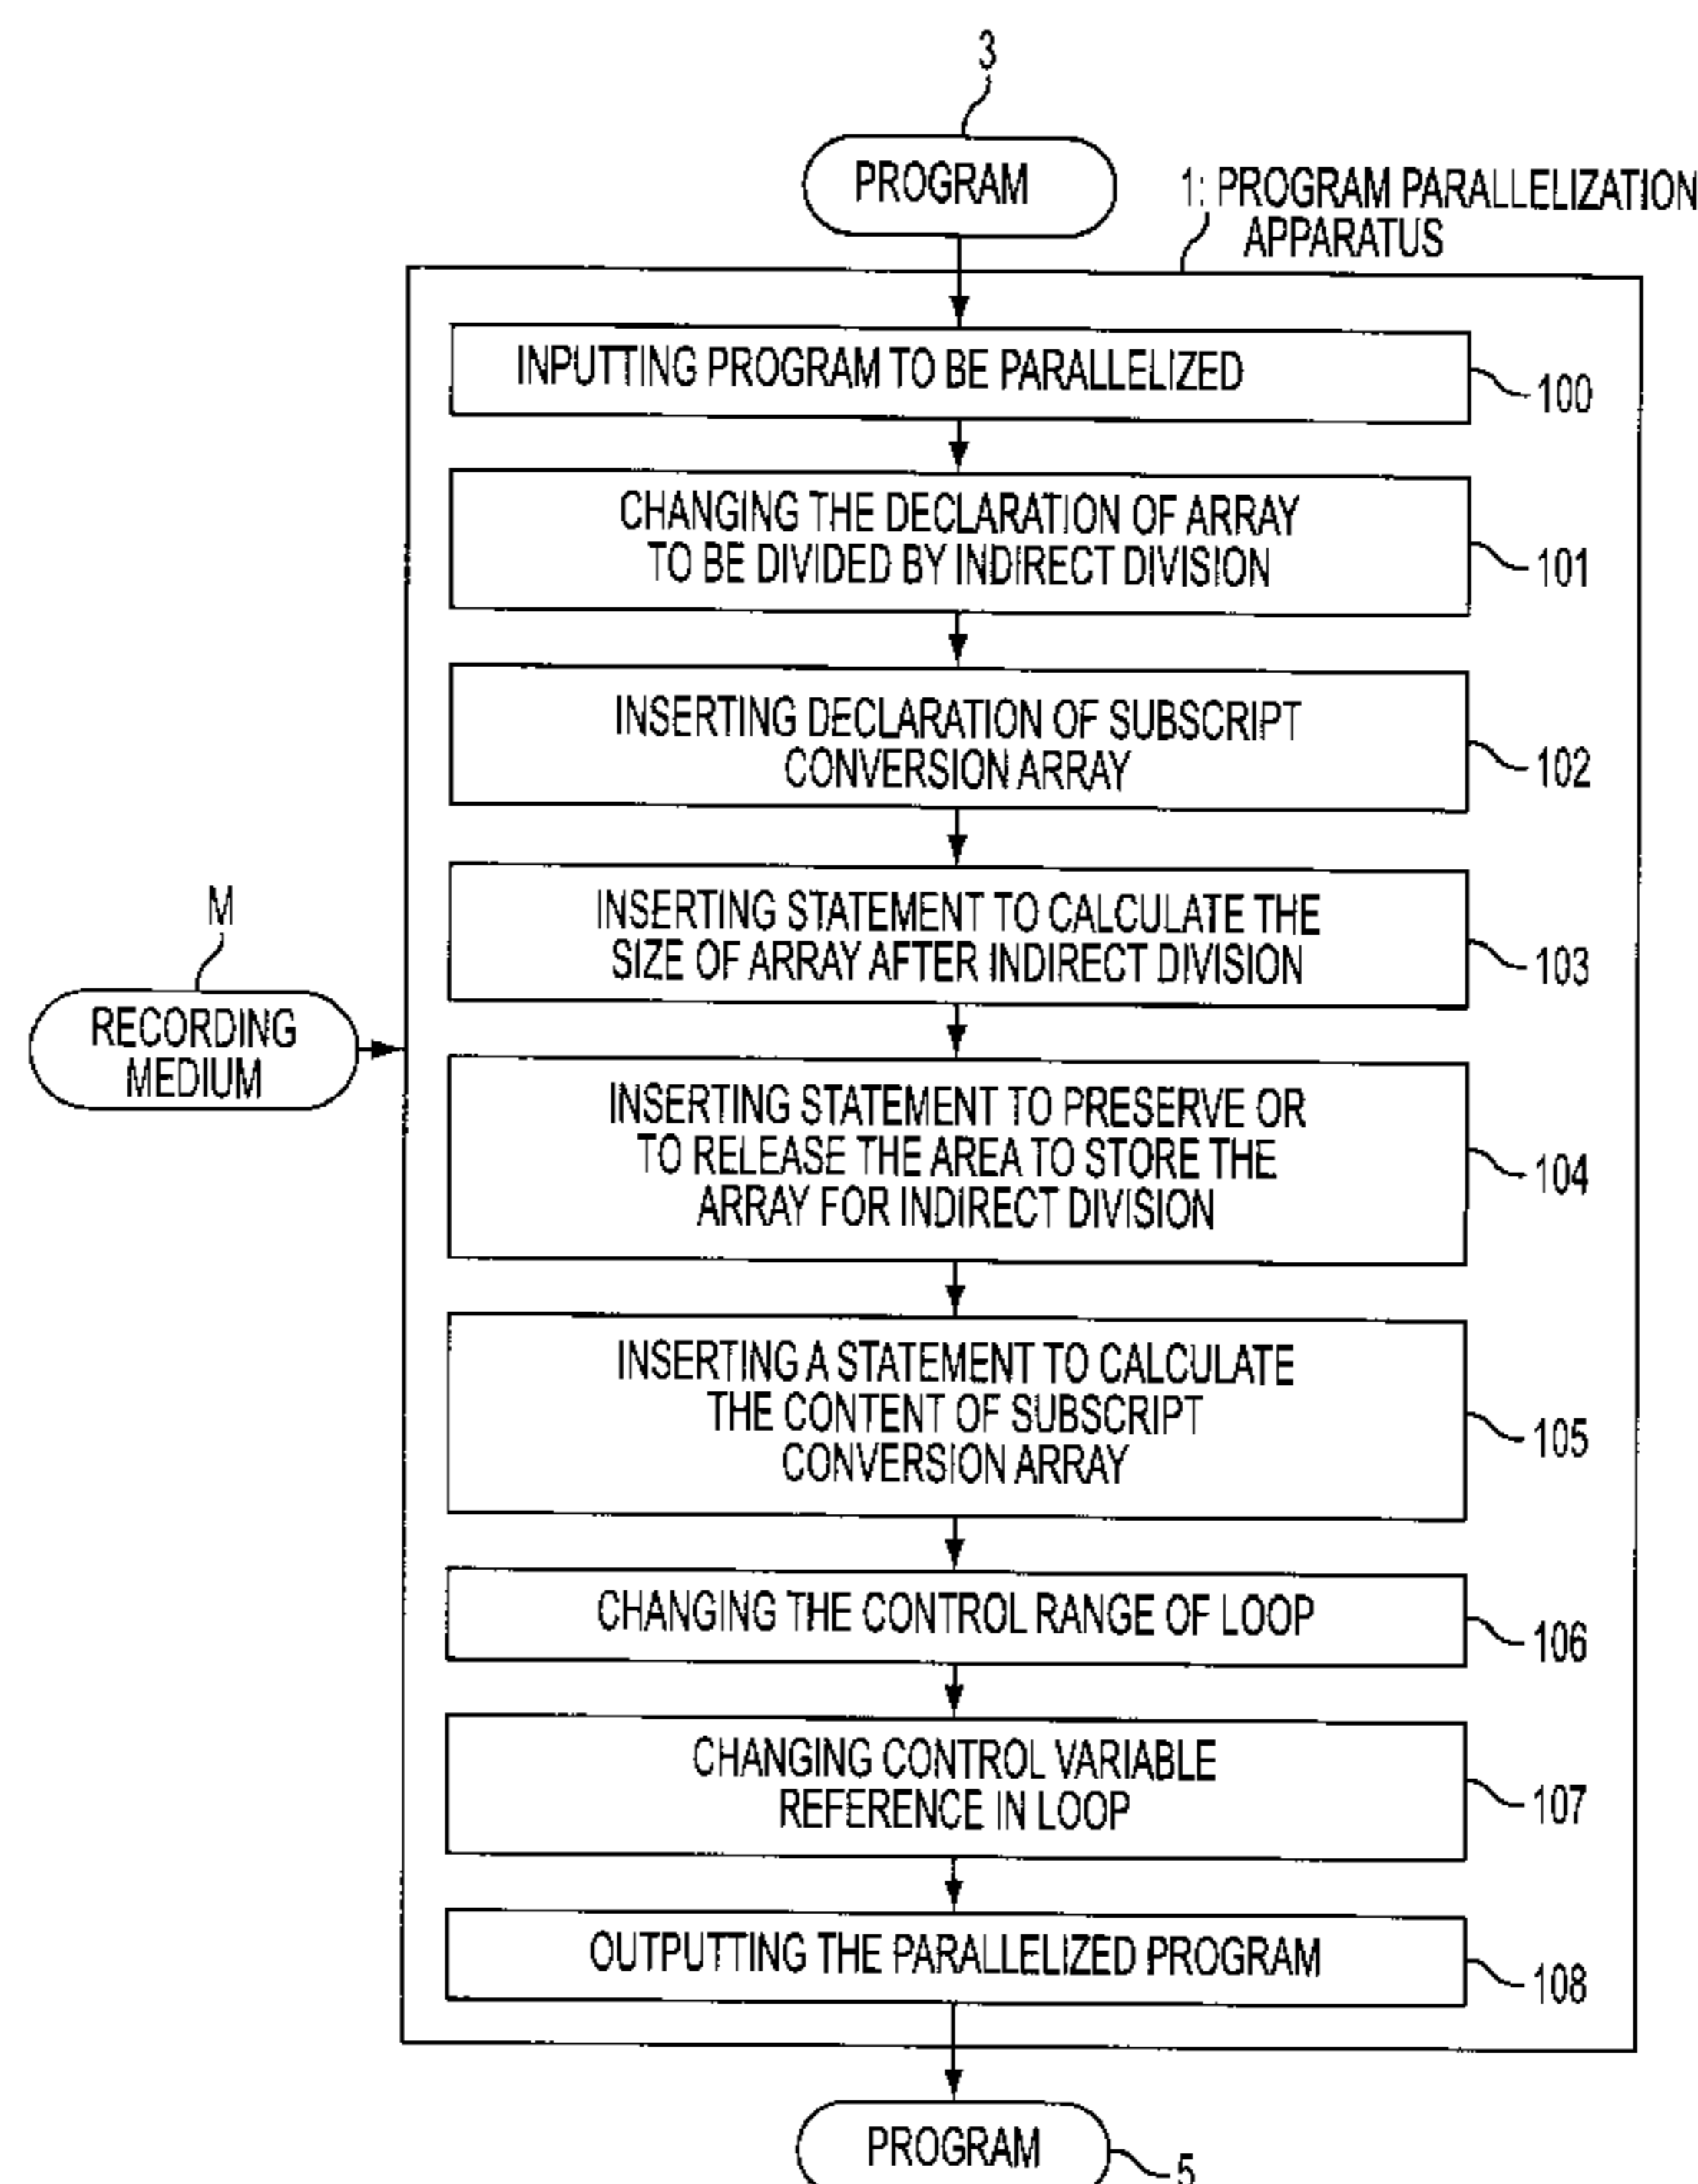 3
PROGRAM
1: PROGRAM PARALLELIZATION
APPARATUS
INPUTTING PROGRAM TO BE PARALLELIZED
100
CHANGING THE DECLARATION OF ARRAY
TO BE DIVIDED BY INDIRECT DIVISION
101
INSERTING DECLARATION OF SUBSCRIPT
CONVERSION ARRAY
102
INSERTING STATEMENT TO CALCULATE THE
SIZE OF ARRAY AFTER INDIRECT DIVISION
103
M
RECORDING
MEDIUM
INSERTING STATEMENT TO PRESERVE OR
TO RELEASE THE AREA TO STORE THE
ARRAY FOR INDIRECT DIVISION
104
INSERTING A STATEMENT TO CALCULATE
THE CONTENT OF SUBSCRIPT
CONVERSION ARRAY
105
CHANGING THE CONTROL RANGE OF LOOP
106
CHANGING CONTROL VARIABLE
REFERENCE IN LOOP
107
OUTPUTTING THE PARALLELIZED PROGRAM
108
PROGRAM
5